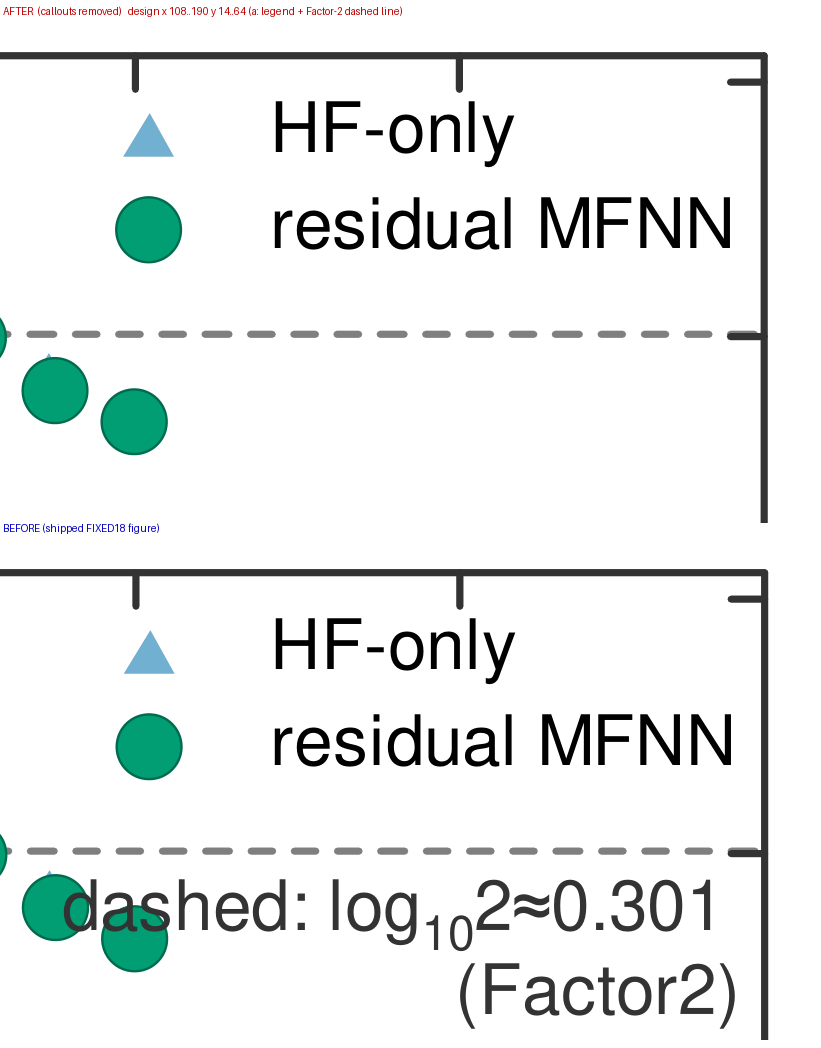 AFTER (callouts removed) design x 108..190 y 14..64 (a: legend + Factor-2 dashed line)
HF-only
residual MFNN
BEFORE (shipped FIXED18 figure)
HF-only
residual MFNN
dashed: log₁₀2≈0.301
(Factor2)